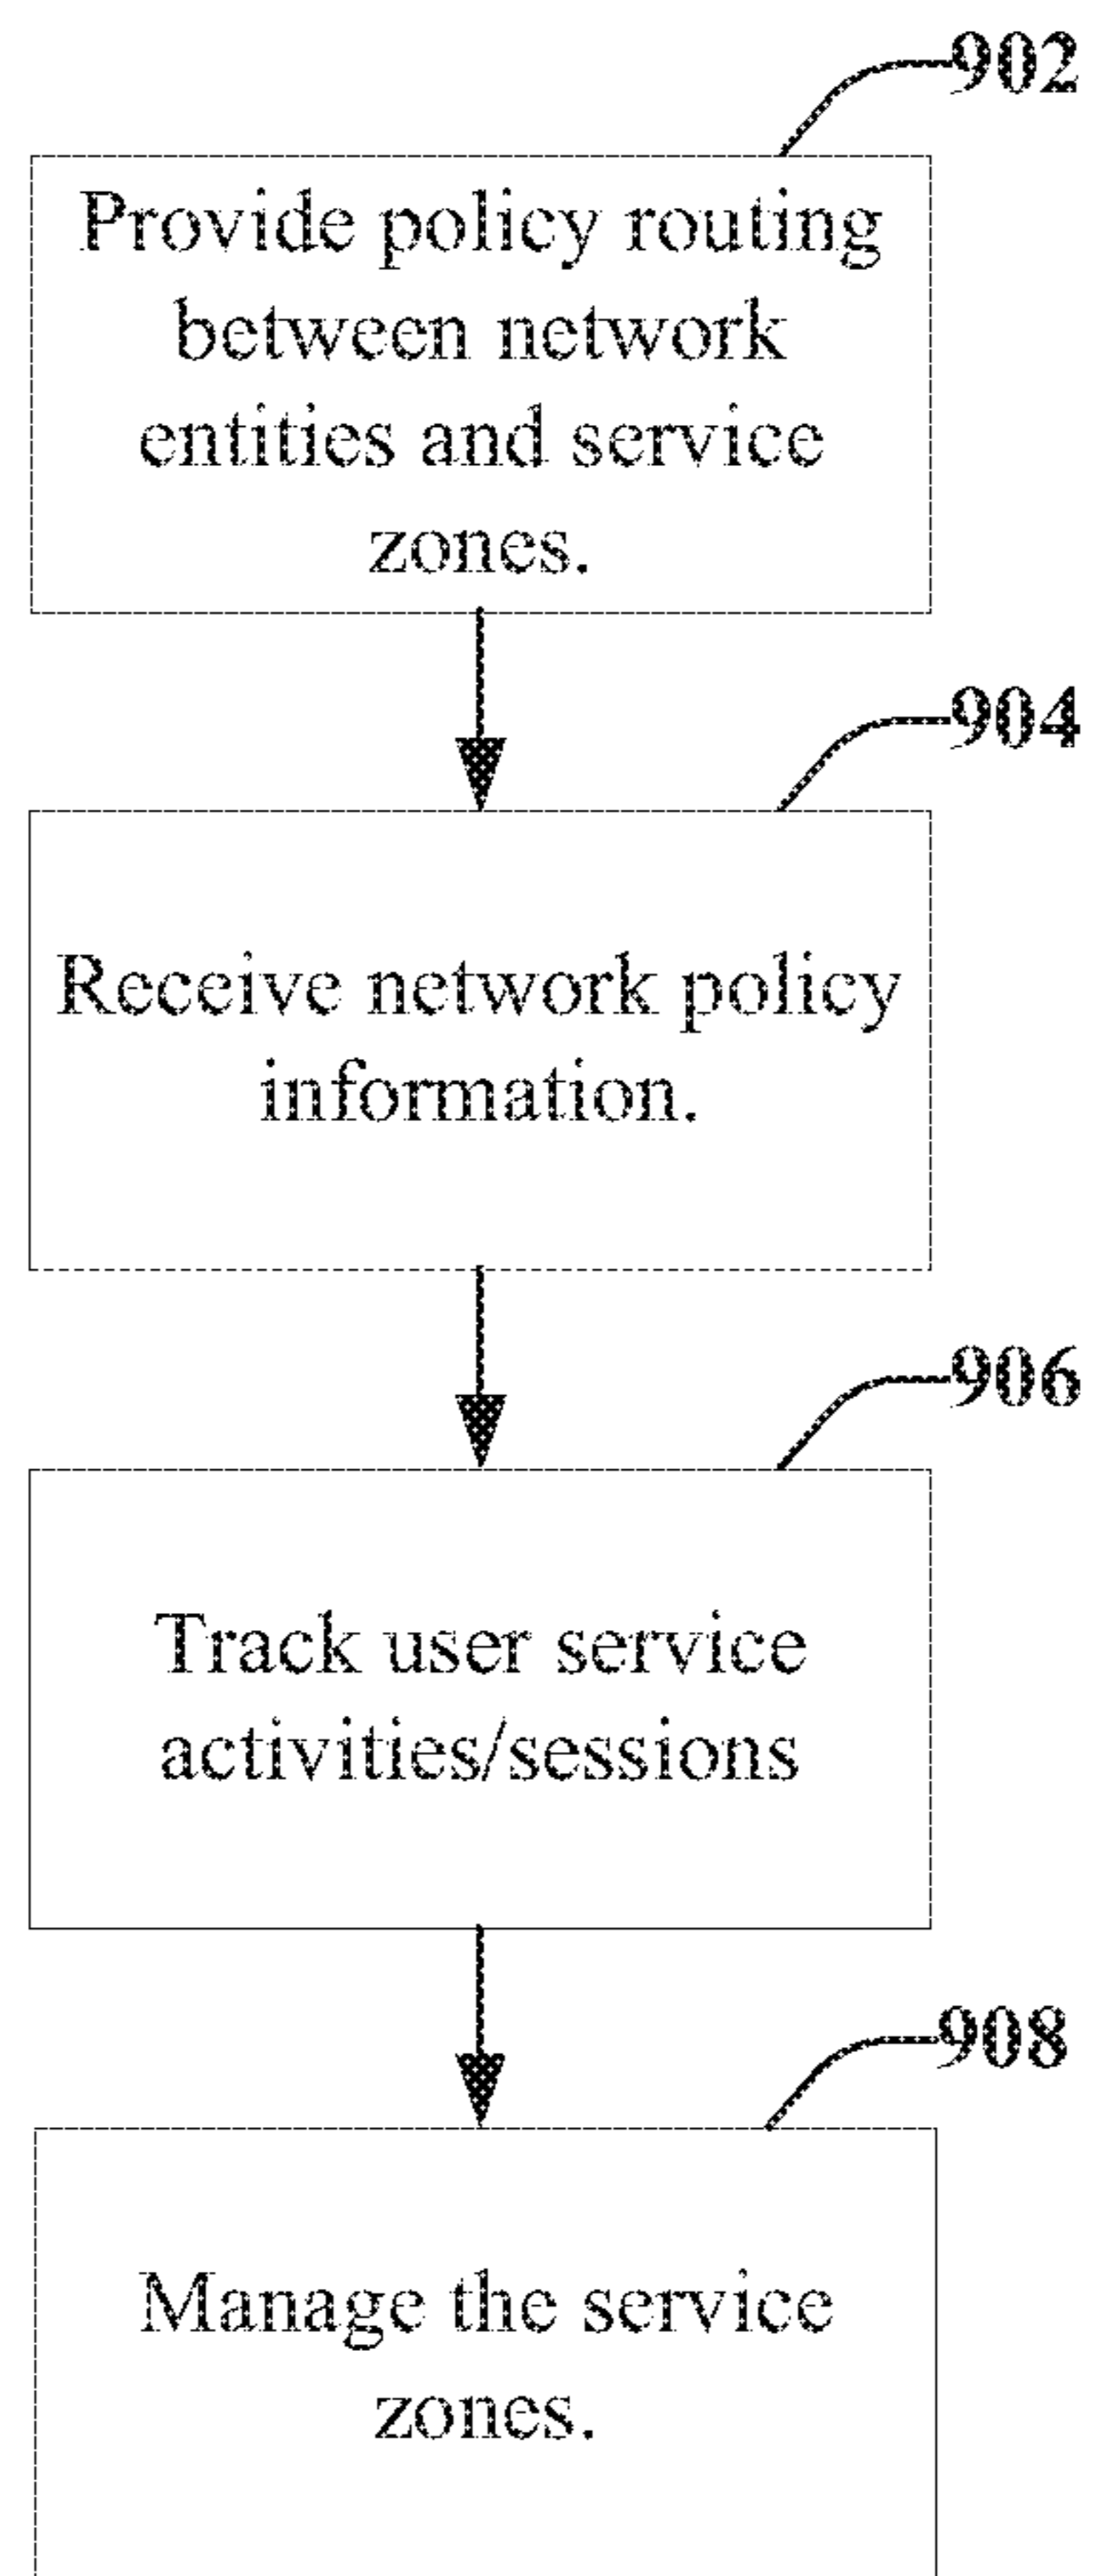 902
Provide policy routing
between network
entities and service
zones.
904
Receive network policy
information.
906
Track user service
activities/sessions
908
Manage the service
zones.